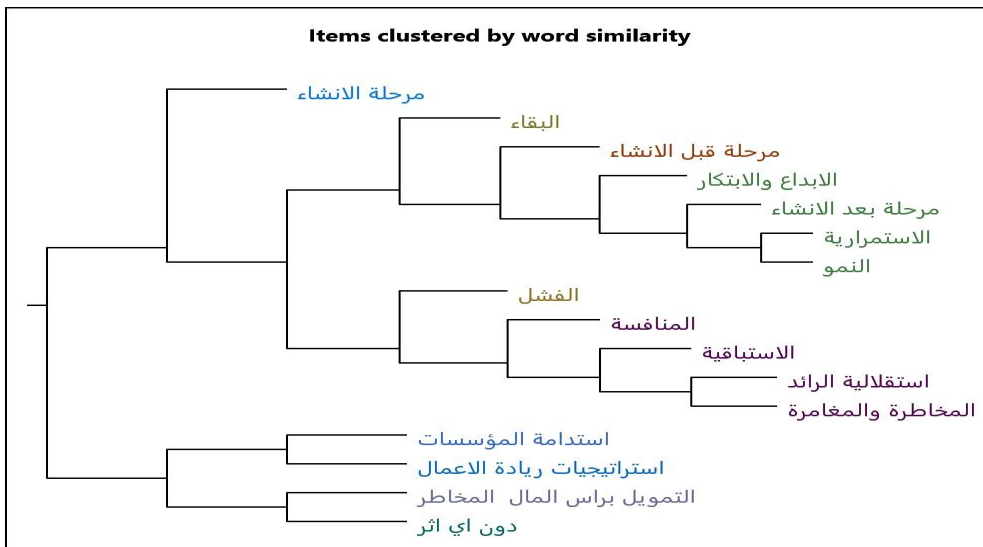 Items clustered by word similarity
مرحلة الانشاء
البقاء
مرحلة قبل الانشاء
الابداع والابتكار
مرحلة بعد الانشاء
الاستمرارية
النمو
الفشل
المنافسة
الاستباقية
استقلالية الرائد
المخاطرة والمغامرة
استدامة المؤسسات
استراتيجيات ريادة الاعمال
التمويل براس المال  المخاطر
دون اي اثر